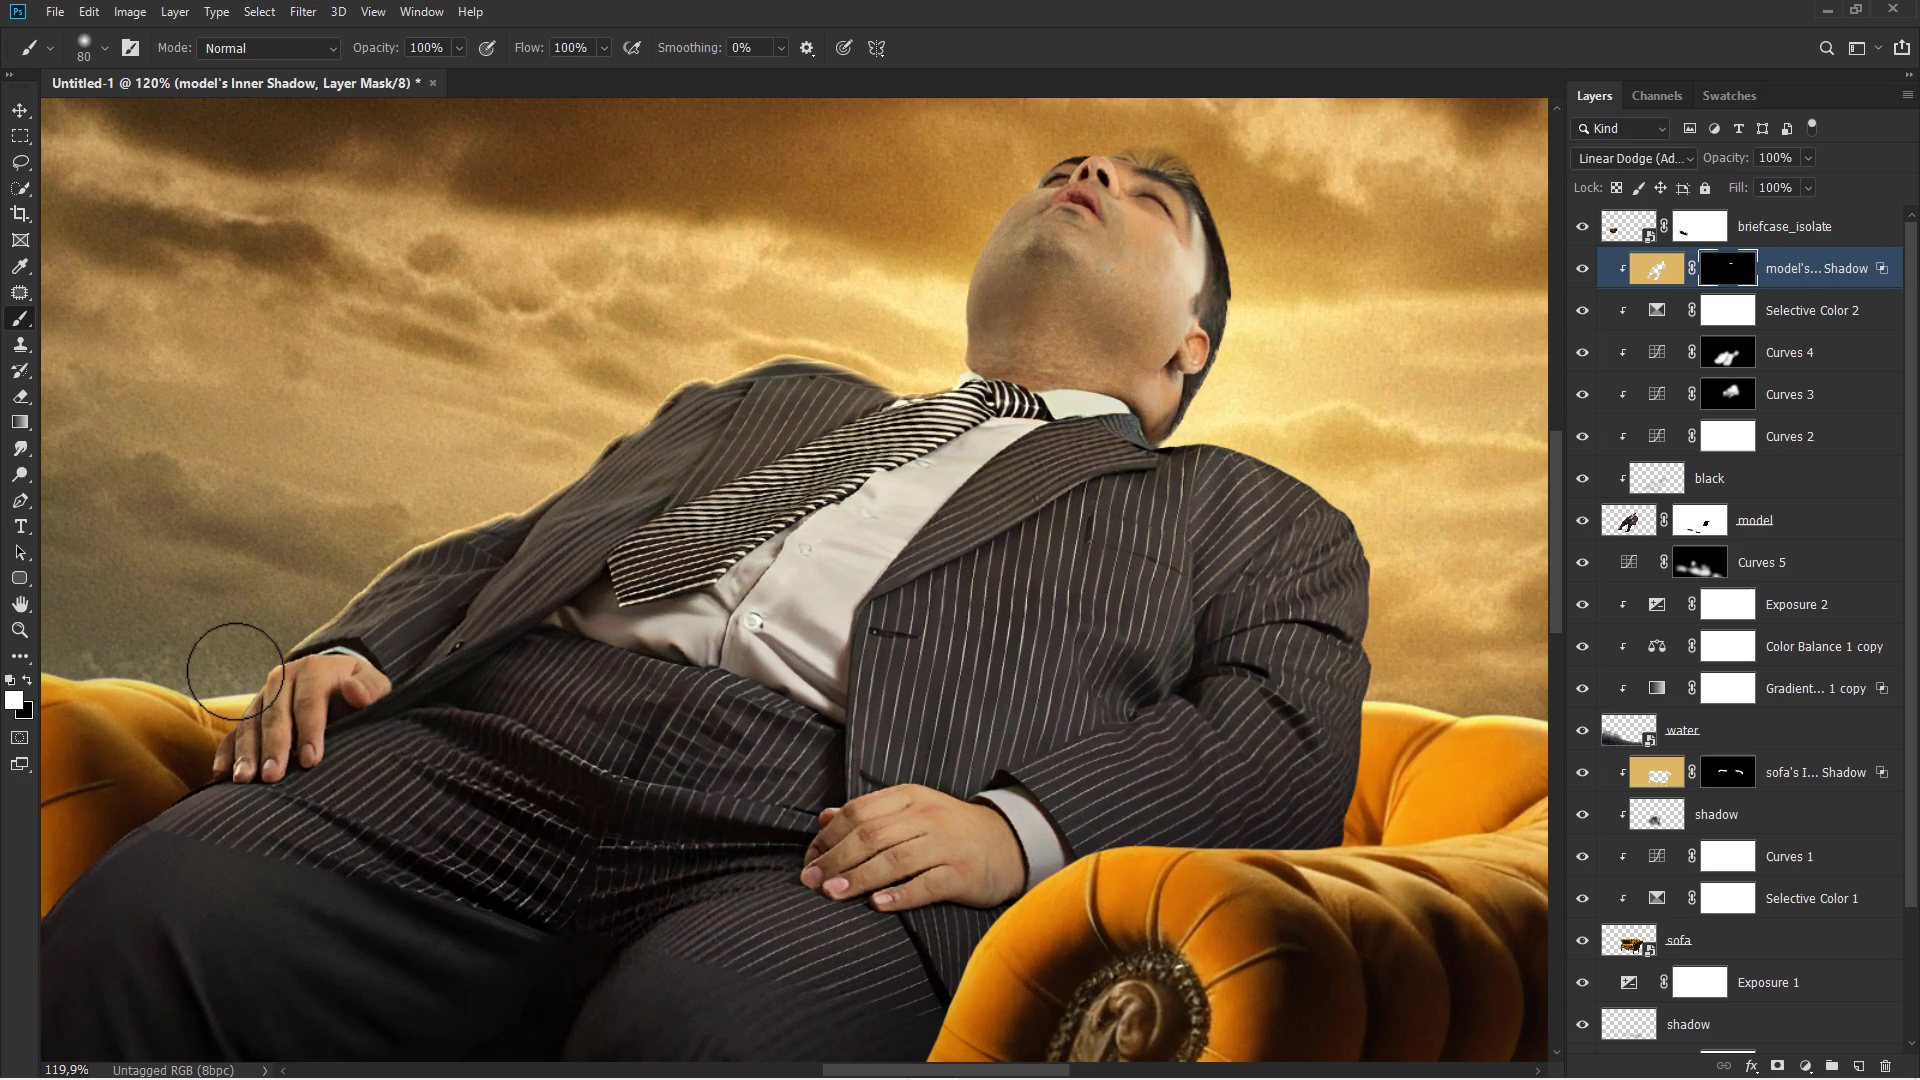 Ps File Edit Image Layer Type Select Filter 3D View Window Help
80 Mode: Normal Opacity: 100% Flow: 100% Smoothing: 0%
Untitled-1 @ 120% (model's Inner Shadow, Layer Mask/8) * ×
Layers Channels Swatches
Kind
Linear Dodge (Ad... Opacity: 100%
Lock: Fill: 100%
briefcase_isolate
model's... Shadow
Selective Color 2
Curves 4
Curves 3
Curves 2
black
model
Curves 5
Exposure 2
Color Balance 1 copy
Gradient... 1 copy
water
sofa's I... Shadow
shadow
Curves 1
Selective Color 1
sofa
Exposure 1
shadow
119,9% Untagged RGB (8bpc)
fx